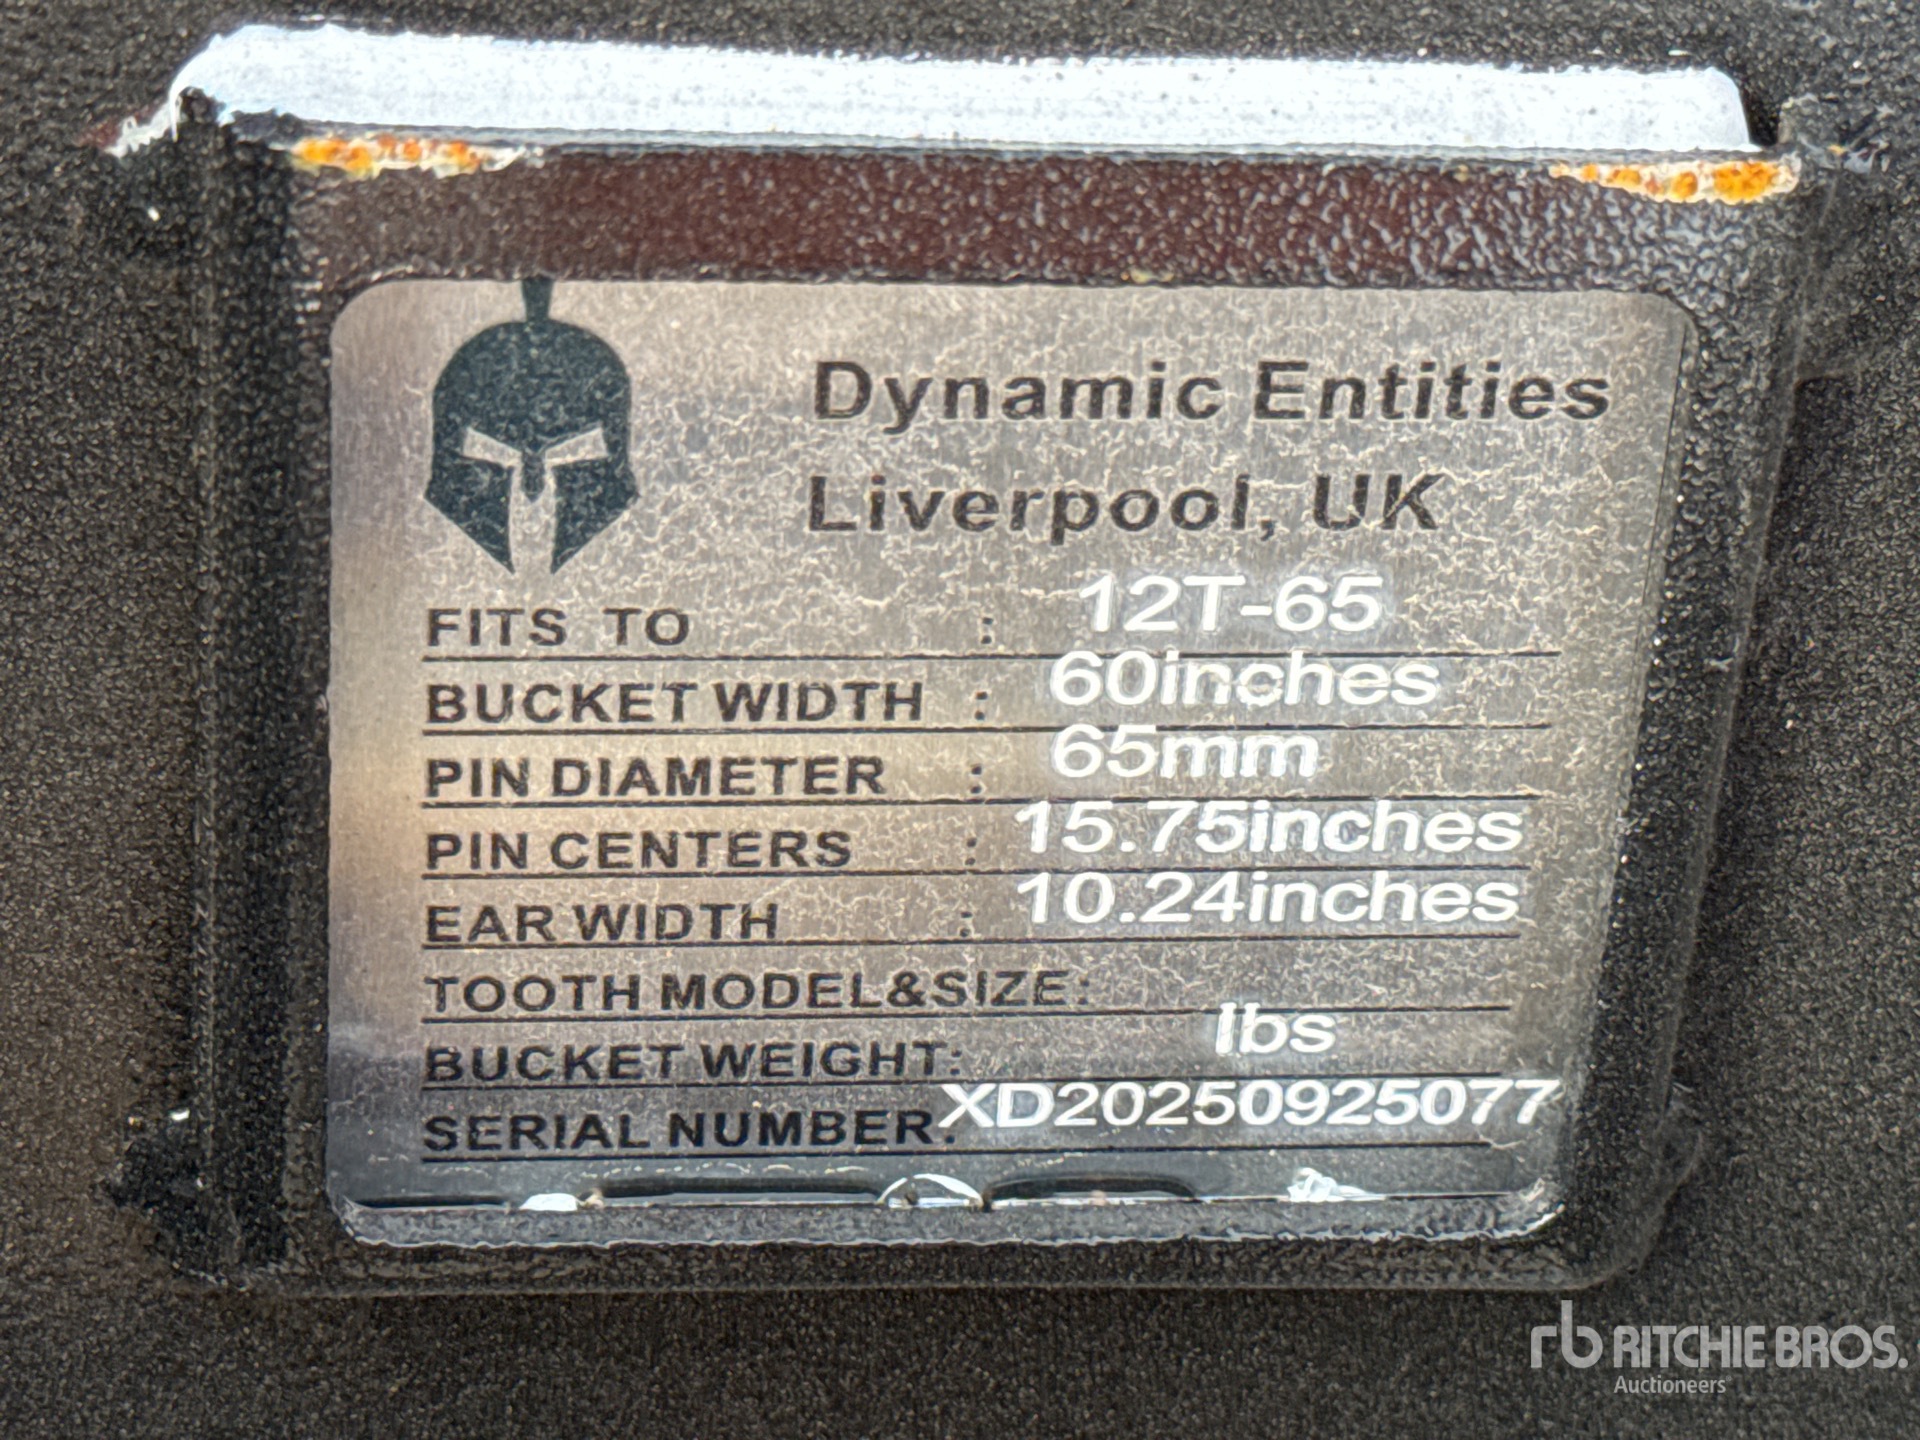 Dynamic Entities
Liverpool, UK
FITS TO : 12T-65
BUCKET WIDTH : 60inches
PIN DIAMETER : 65mm
PIN CENTERS : 15.75inches
EAR WIDTH : 10.24inches
TOOTH MODEL&SIZE:
BUCKET WEIGHT: lbs
SERIAL NUMBER: XD20250925077
rb RITCHIE BROS.
Auctioneers